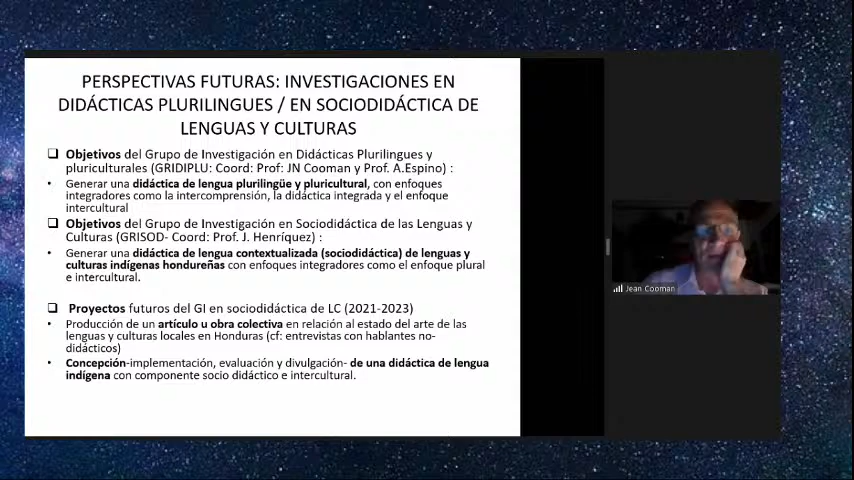 PERSPECTIVAS FUTURAS: INVESTIGACIONES EN
DIDÁCTICAS PLURILINGUES / EN SOCIODIDÁCTICA DE
LENGUAS Y CULTURAS
❑ Objetivos del Grupo de Investigación en Didácticas Plurilingues y
pluriculturales (GRIDIPLU: Coord: Prof: JN Cooman y Prof. A.Espino) :
• Generar una didáctica de lengua plurilingüe y pluricultural, con enfoques
integradores como la intercomprensión, la didáctica integrada y el enfoque
intercultural
❑ Objetivos del Grupo de Investigación en Sociodidáctica de las Lenguas y
Culturas (GRISOD- Coord: Prof. J. Henríquez) :
• Generar una didáctica de lengua contextualizada (sociodidáctica) de lenguas y
culturas indígenas hondureñas con enfoques integradores como el enfoque plural
e intercultural.
❑ Proyectos futuros del GI en sociodidáctica de LC (2021-2023)
• Producción de un artículo u obra colectiva en relación al estado del arte de las
lenguas y culturas locales en Honduras (cf: entrevistas con hablantes no-
didácticos)
• Concepción-implementación, evaluación y divulgación- de una didáctica de lengua
indígena con componente socio didáctico e intercultural.
Jean Cooman